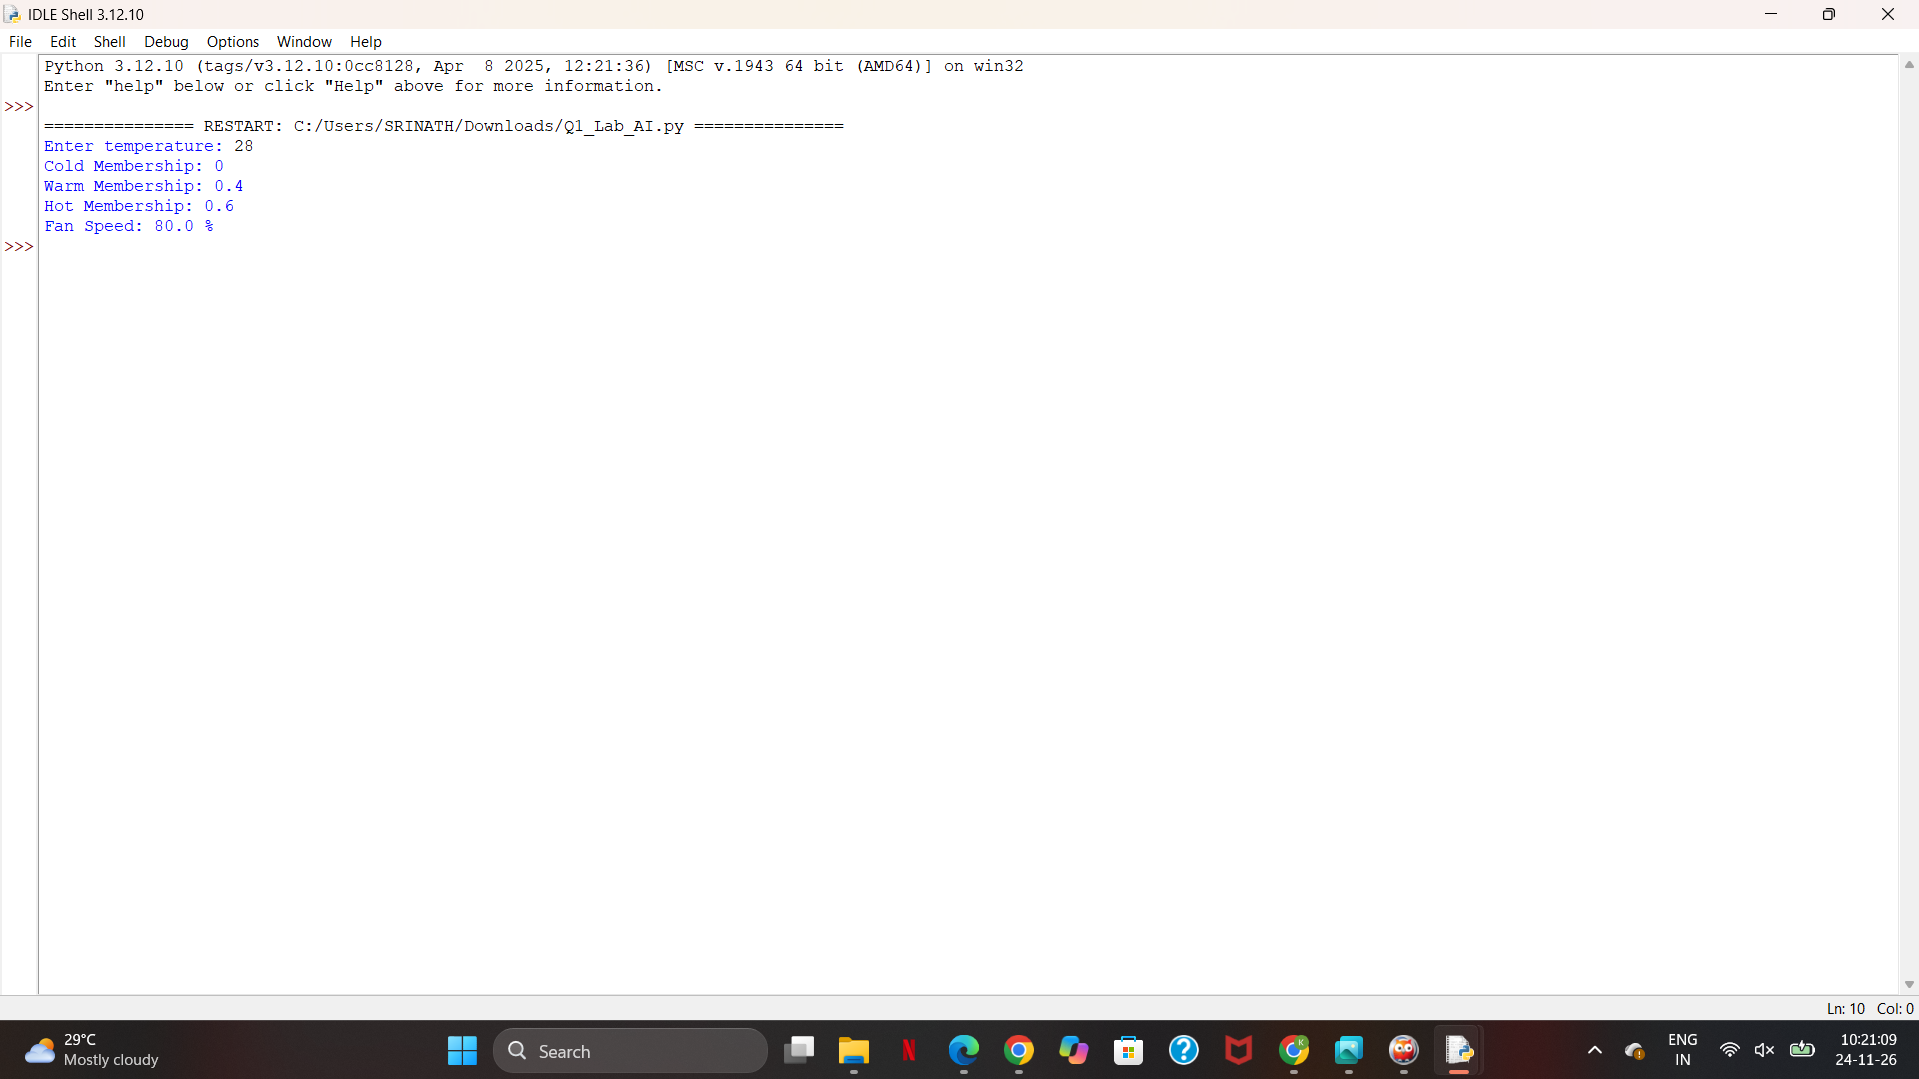 IDLE Shell 3.12.10
File Edit Shell Debug Options Window Help
Python 3.12.10 (tags/v3.12.10:0cc8128, Apr  8 2025, 12:21:36) [MSC v.1943 64 bit (AMD64)] on win32
Enter "help" below or click "Help" above for more information.
>>>
=============== RESTART: C:/Users/SRINATH/Downloads/Q1_Lab_AI.py ===============
Enter temperature: 28
Cold Membership: 0
Warm Membership: 0.4
Hot Membership: 0.6
Fan Speed: 80.0 %
>>>
Ln: 10 Col: 0
29°C
Mostly cloudy
Search
N
K
ENG
IN
10:21:09
24-11-26